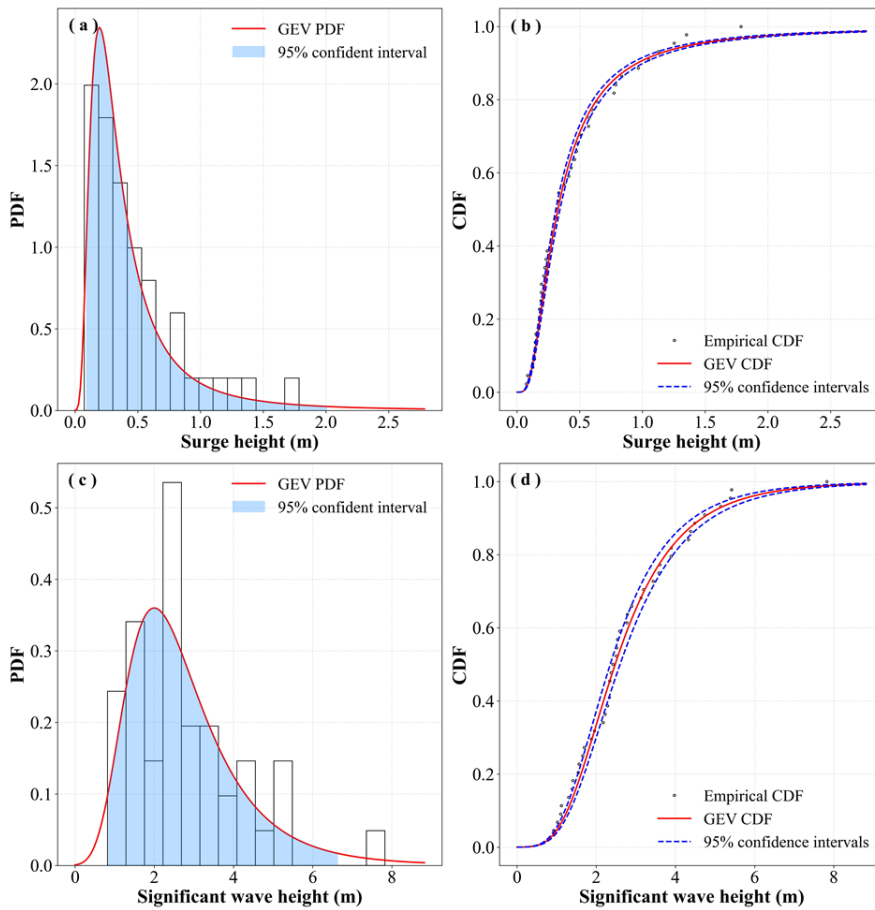 ( a )
GEV PDF
95% confident interval
PDF
2.0
1.5
1.0
0.5
0.0
0.0 0.5 1.0 1.5 2.0 2.5
Surge height (m)
( b )
CDF
1.0
0.8
0.6
0.4
0.2
0.0
Empirical CDF
GEV CDF
95% confidence intervals
0.0 0.5 1.0 1.5 2.0 2.5
Surge height (m)
( c )
GEV PDF
95% confident interval
PDF
0.5
0.4
0.3
0.2
0.1
0.0
0 2 4 6 8
Significant wave height (m)
( d )
CDF
1.0
0.8
0.6
0.4
0.2
0.0
Empirical CDF
GEV CDF
95% confidence intervals
0 2 4 6 8
Significant wave height (m)